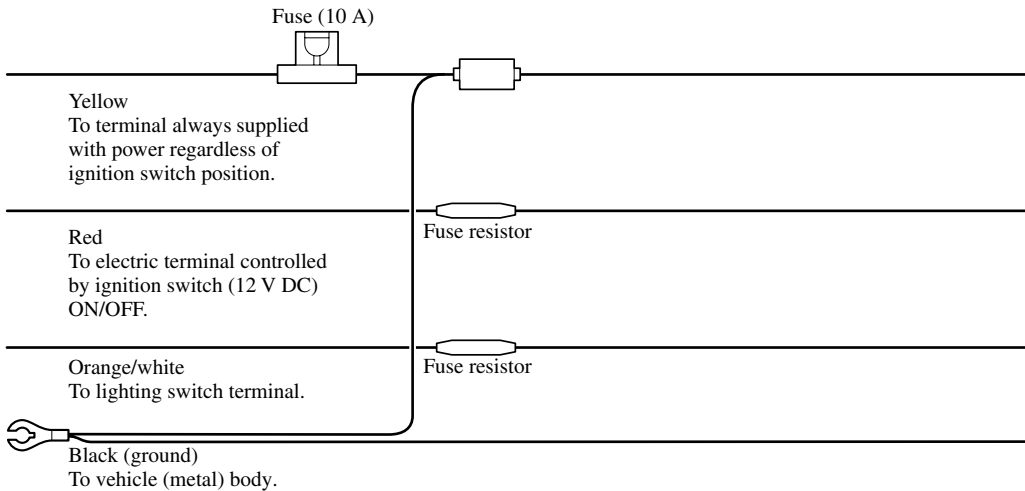 Fuse (10 A)
Yellow
To terminal always supplied
with power regardless of
ignition switch position.
Fuse resistor
Red
To electric terminal controlled
by ignition switch (12 V DC)
ON/OFF.
Fuse resistor
Orange/white
To lighting switch terminal.
Black (ground)
To vehicle (metal) body.